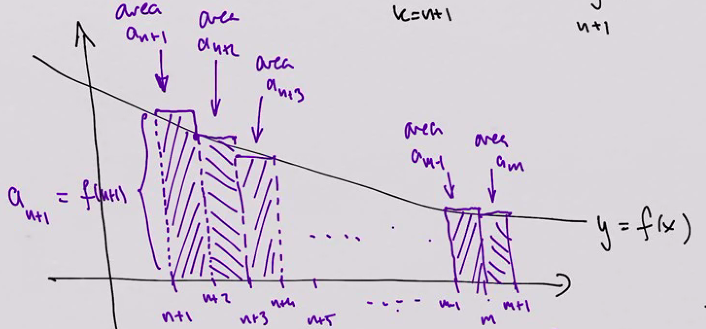 area
a_{n+1}
area
a_{n+2}
area
a_{n+3}
k=n+1
n+1
area
a_{m-1}
area
a_m
a_{n+1} = f(n+1)
y = f(x)
n+1
n+2
n+3
n+4
n+5
m-1
m
m+1